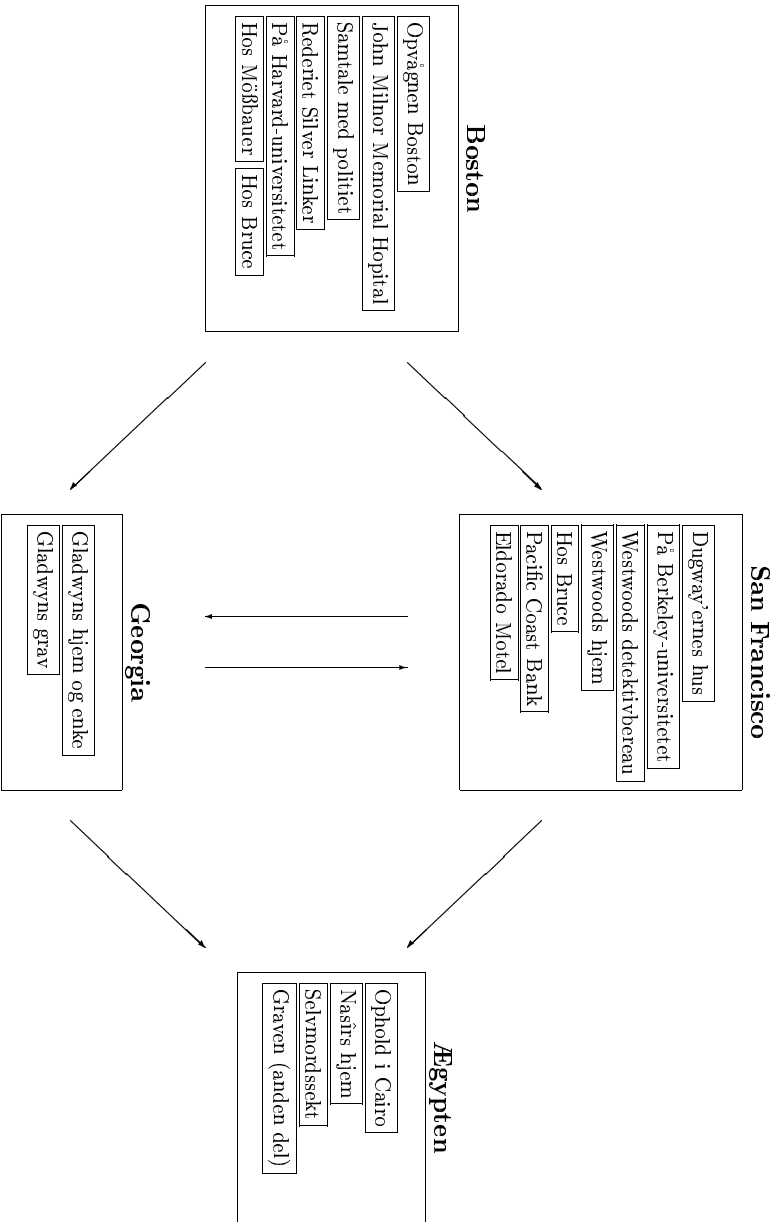 Boston
Opvågnen Boston
John Milnor Memorial Hopital
Samtale med politiet
Rederiet Silver Linker
På Harvard-universitetet
Hos Mößbauer
Hos Bruce
San Francisco
Dugway'ernes hus
På Berkeley-universitetet
Westwoods detektivbereau
Westwoods hjem
Hos Bruce
Pacific Coast Bank
Eldorado Motel
Georgia
Gladwyns hjem og enke
Gladwyns grav
Ægypten
Ophold i Cairo
Nasîrs hjem
Selvmordssekt
Graven (anden del)